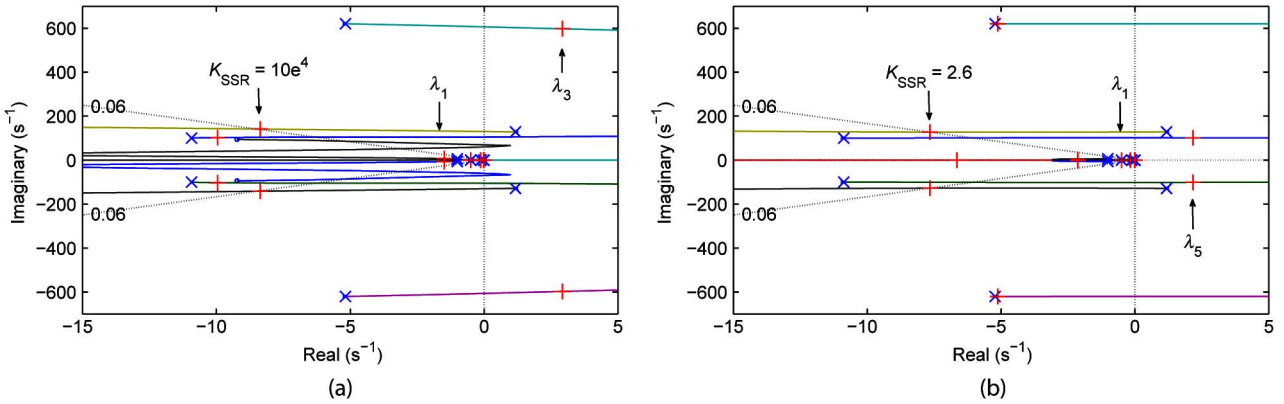 600
400
200
0
−200
−400
−600
Imaginary (s⁻¹)
0.06
0.06
K_SSR = 10e⁴
λ₁
λ₃
−15
−10
−5
0
5
Real (s⁻¹)
(a)
600
400
200
0
−200
−400
−600
Imaginary (s⁻¹)
0.06
0.06
K_SSR = 2.6
λ₁
λ₅
−15
−10
−5
0
5
Real (s⁻¹)
(b)